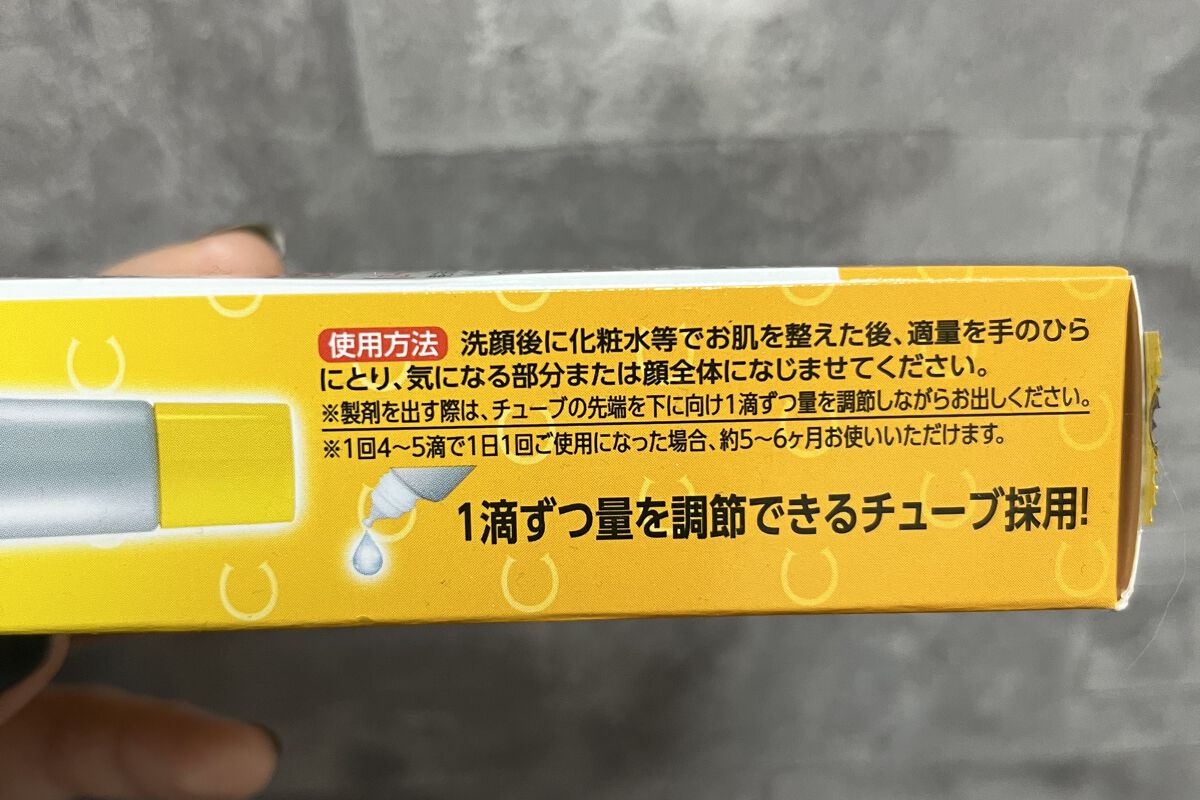 使用方法 洗顔後に化粧水等でお肌を整えた後、適量を手のひら
にとり、気になる部分または顔全体になじませてください。
※製剤を出す際は、チューブの先端を下に向け1滴ずつ量を調節しながらお出しください。
※1回4～5滴で1日1回ご使用になった場合、約5～6ヶ月お使いいただけます。
1滴ずつ量を調節できるチューブ採用!